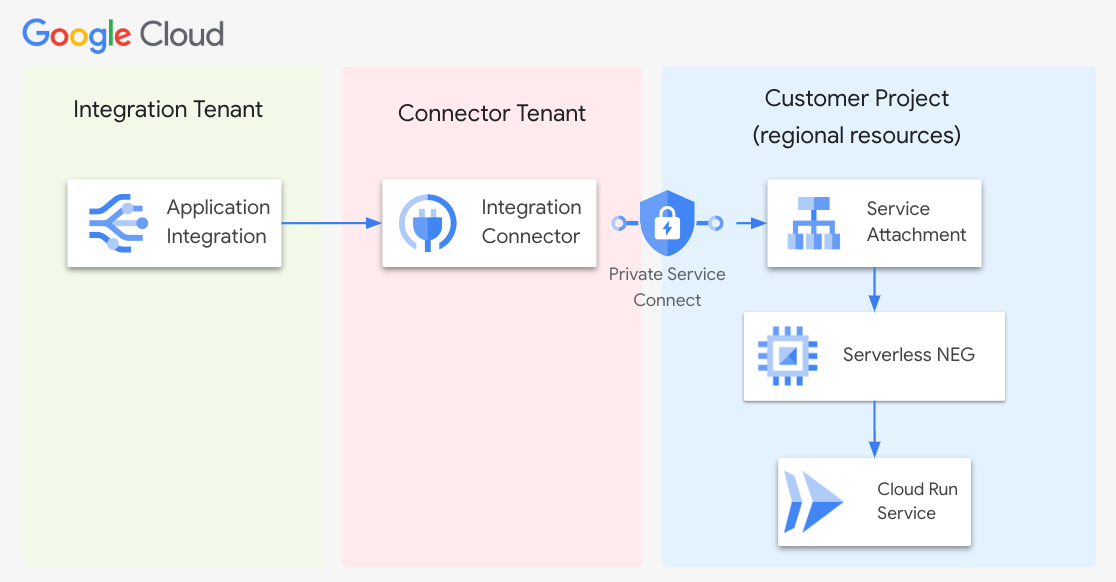 Google Cloud
Integration Tenant
Application
Integration
Connector Tenant
Integration
Connector
Private Service
Connect
Customer Project
(regional resources)
Service
Attachment
Serverless NEG
Cloud Run
Service